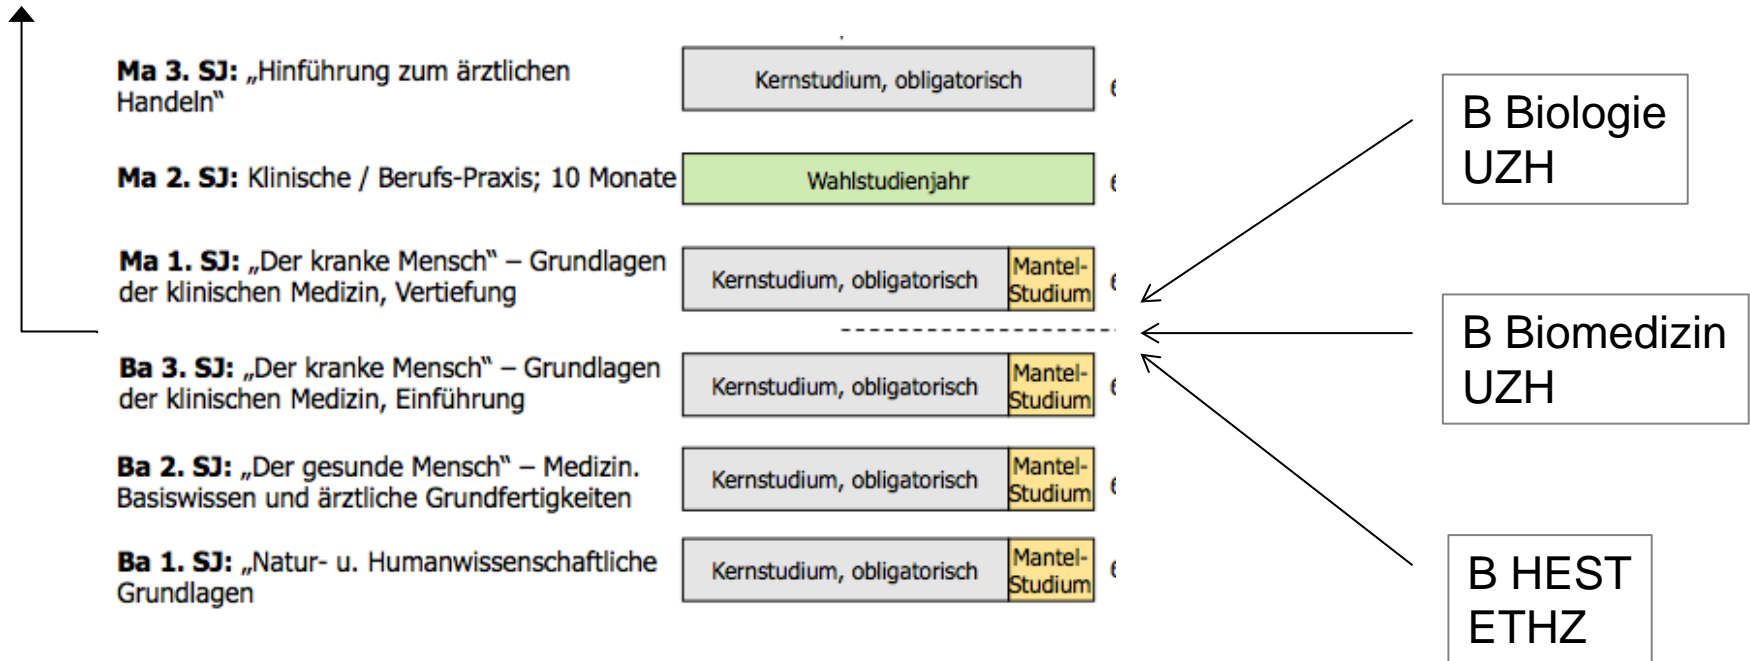 Ma 3. SJ: „Hinführung zum ärztlichen
Handeln“
Kernstudium, obligatorisch
Ma 2. SJ: Klinische / Berufs-Praxis; 10 Monate
Wahlstudienjahr
Ma 1. SJ: „Der kranke Mensch“ – Grundlagen
der klinischen Medizin, Vertiefung
Kernstudium, obligatorisch
Mantel-
Studium
Ba 3. SJ: „Der kranke Mensch“ – Grundlagen
der klinischen Medizin, Einführung
Kernstudium, obligatorisch
Mantel-
Studium
Ba 2. SJ: „Der gesunde Mensch“ – Medizin.
Basiswissen und ärztliche Grundfertigkeiten
Kernstudium, obligatorisch
Mantel-
Studium
Ba 1. SJ: „Natur- u. Humanwissenschaftliche
Grundlagen
Kernstudium, obligatorisch
Mantel-
Studium
B Biologie
UZH
B Biomedizin
UZH
B HEST
ETHZ